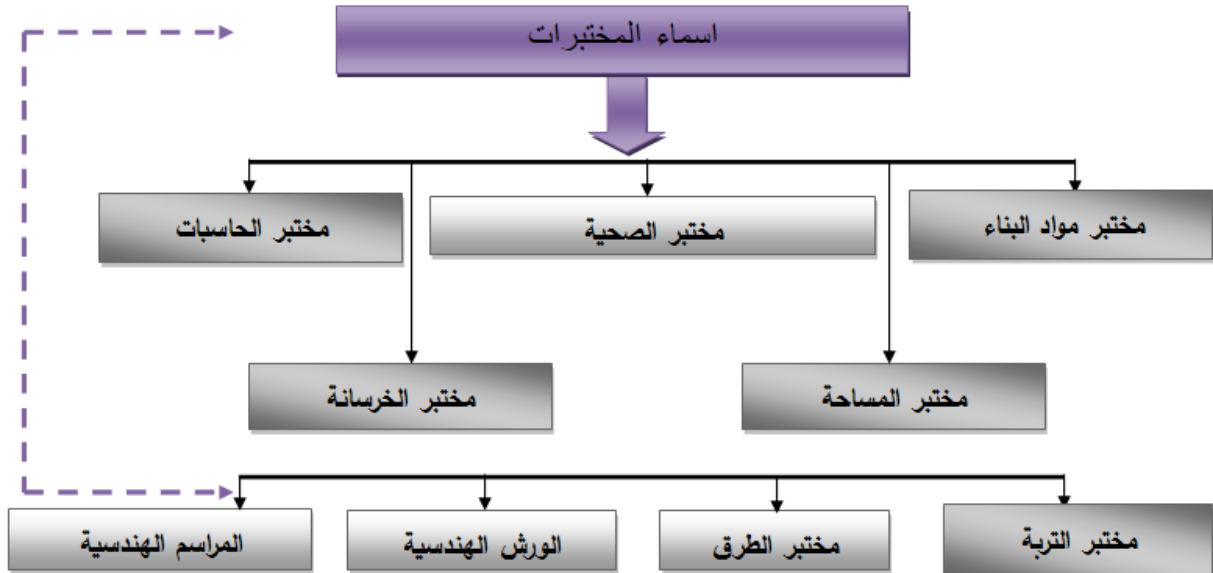 اسماء المختبرات
مختبر مواد البناء
مختبر الصحية
مختبر الحاسبات
مختبر المساحة
مختبر الخرسانة
مختبر التربة
مختبر الطرق
الورش الهندسية
المراسم الهندسية